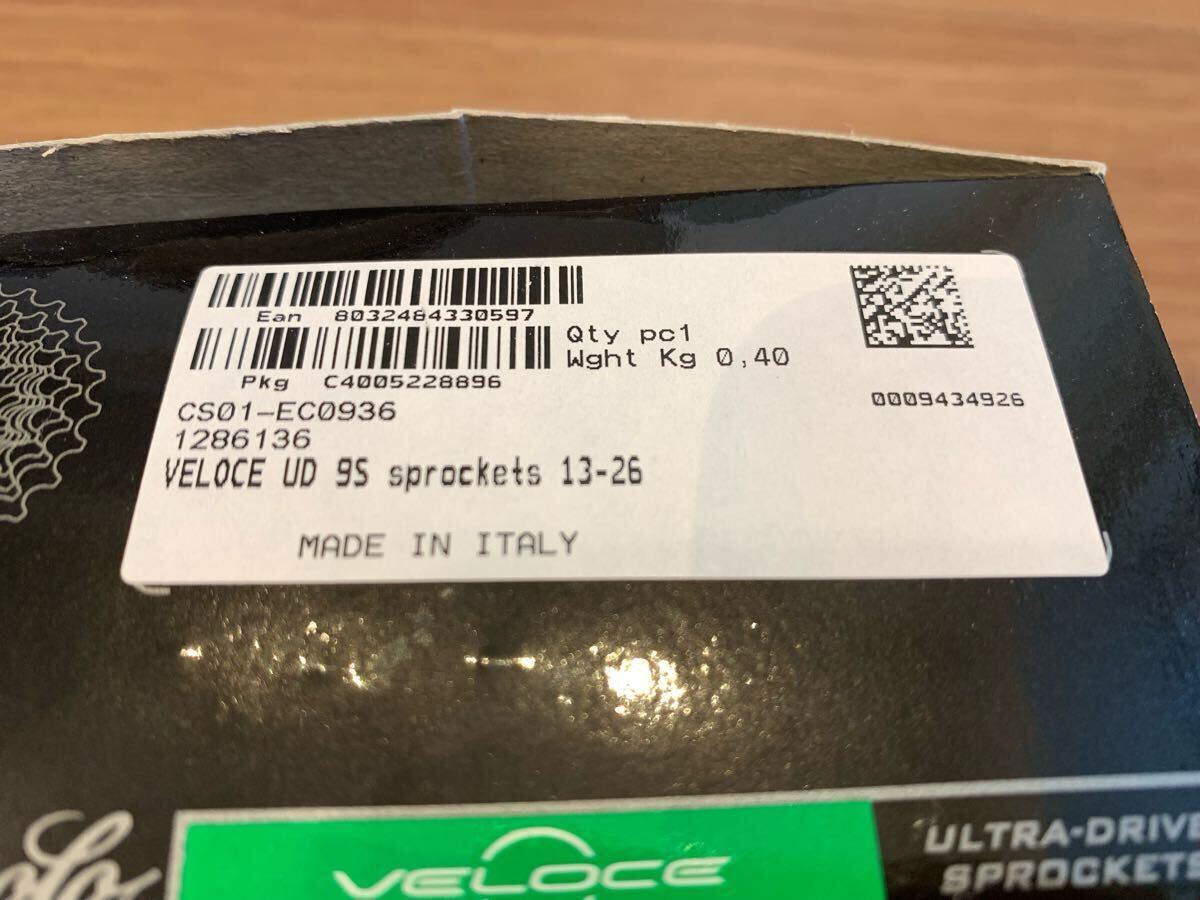 Ean 8032484330597
Qty pc1
Wght Kg 0,40
Pkg C4005228896
0009434926
CS01-EC0936
1286136
VELOCE UD 9S sprockets 13-26
MADE IN ITALY
VELOCE
ULTRA-DRIVE
SPROCKETS